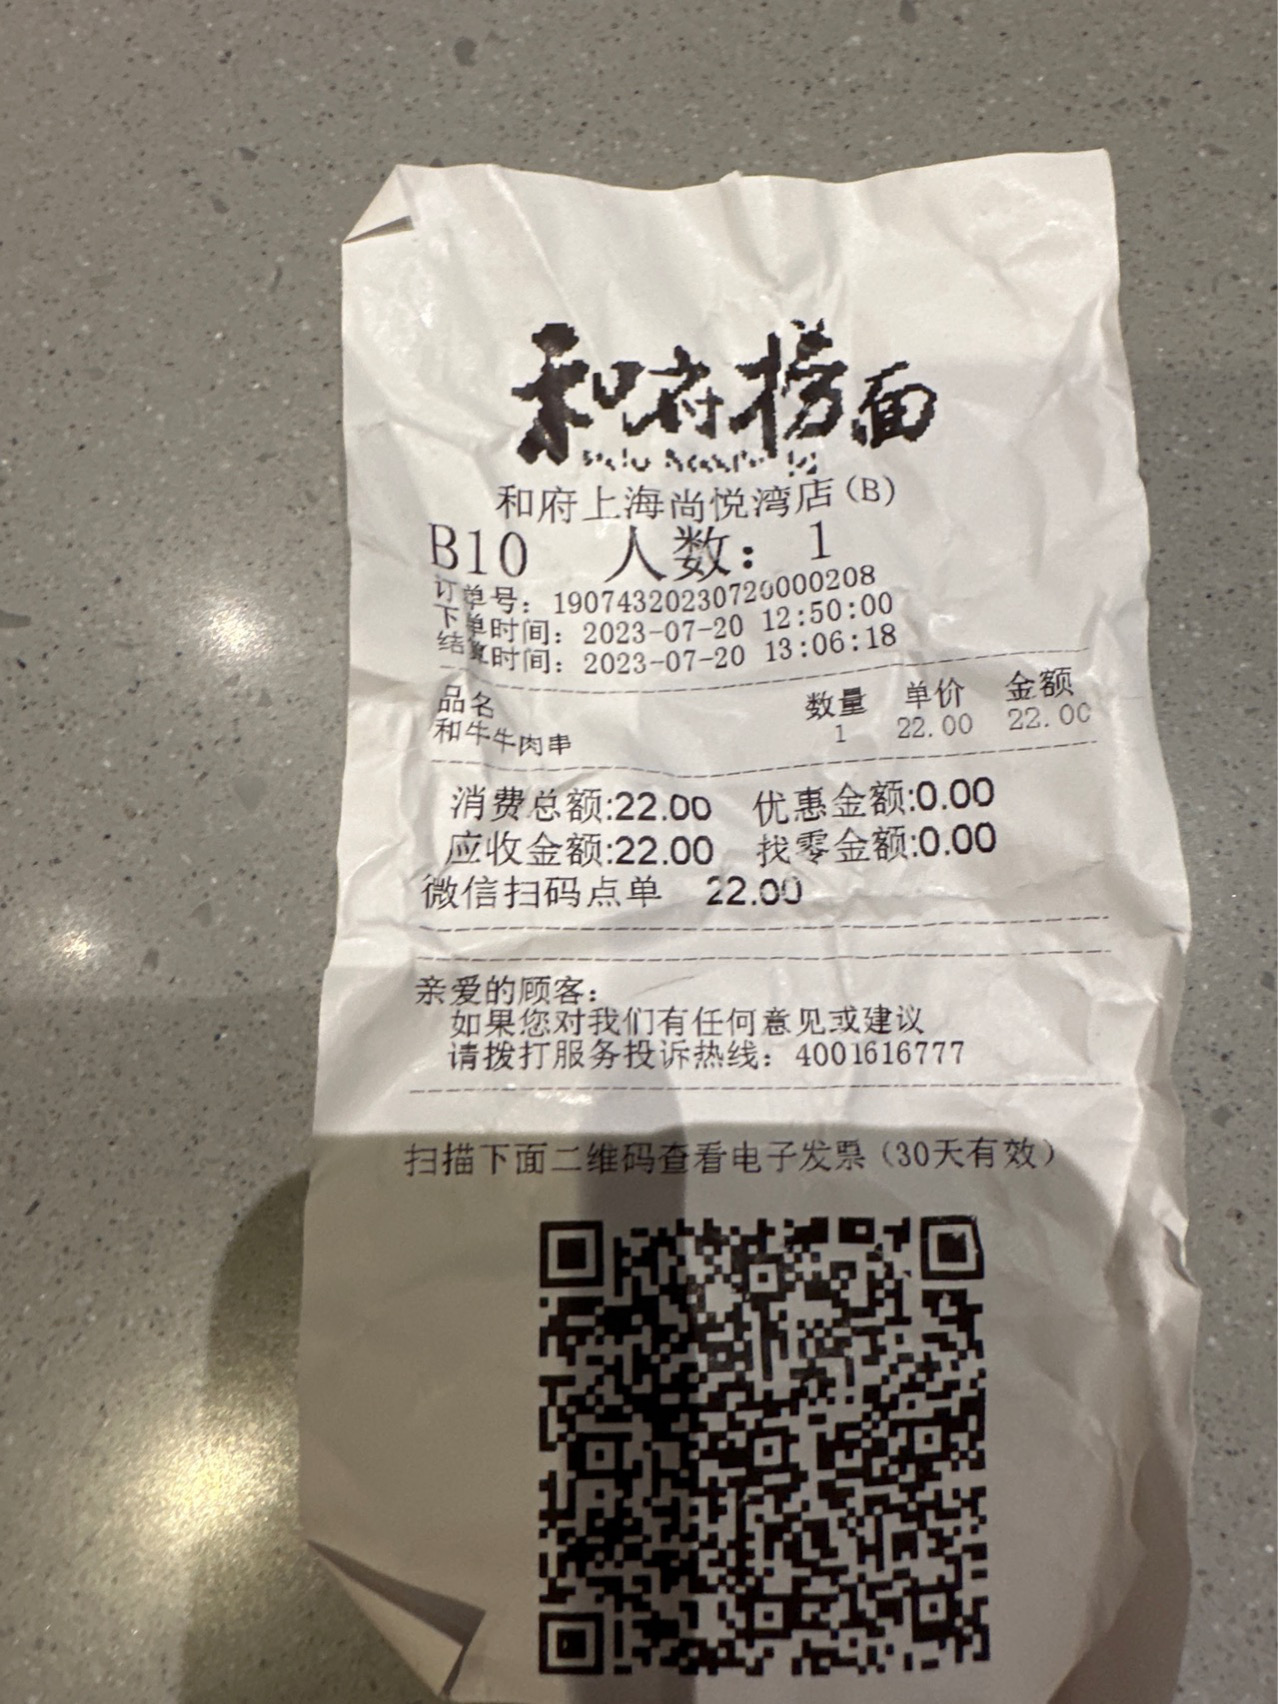 和府捞面
和府上海尚悦湾店(B)
B10 人数： 1
订单号：19074320230720000208
下单时间：2023-07-20 12:50:00
结算时间：2023-07-20 13:06:18
品名 数量 单价 金额
和牛牛肉串 1 22.00 22.00
消费总额:22.00 优惠金额:0.00
应收金额:22.00 找零金额:0.00
微信扫码点单 22.00
亲爱的顾客：
如果您对我们有任何意见或建议
请拨打服务投诉热线：4001616777
扫描下面二维码查看电子发票（30天有效）